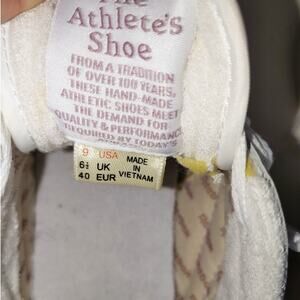 The
Athlete's
Shoe
FROM A TRADITION
OF OVER 100 YEARS,
THESE HAND-MADE
ATHLETIC SHOES MEET
THE DEMAND FOR
QUALITY & PERFORMANCE
REQUIRED BY TODAY'S
9 USA MADE
6½ UK IN
40 EUR VIETNAM